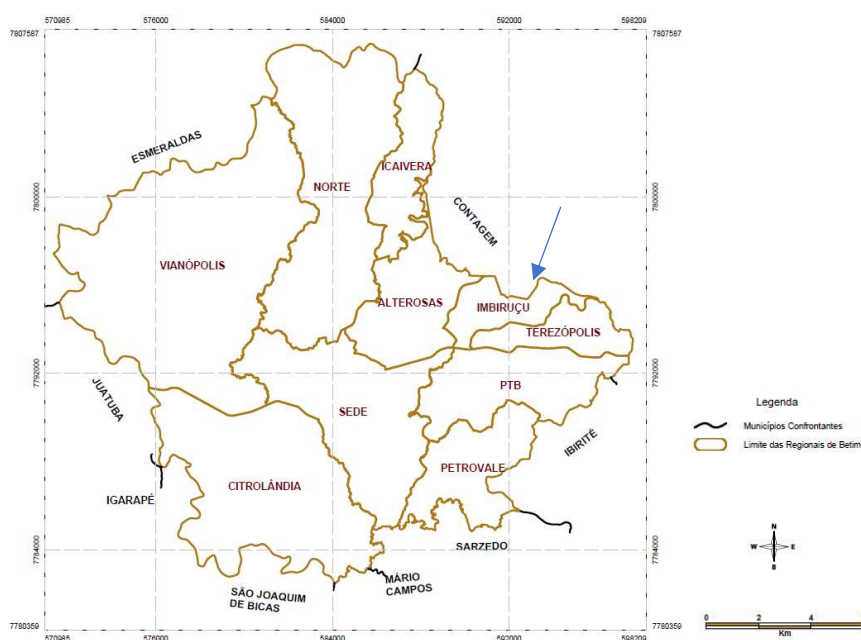 570985 576000 584000 592000 598209
7807587 7807587
ESMERALDAS
ICAIVERA
NORTE
7800000 7800000
CONTAGEM
VIANÓPOLIS
ALTEROSAS
IMBIRUÇU
TEREZÓPOLIS
7792000 7792000
JUATUBA
PTB
Legenda
SEDE
Municípios Confrontantes
IBIRITÉ
Limite das Regionais de Betim
PETROVALE
CITROLÂNDIA
IGARAPÉ
N
W E
S
SARZEDO
7784000 7784000
MÁRIO
CAMPOS
SÃO JOAQUIM
DE BICAS
0 2 4
Km
7780359 7780359
570985 576000 584000 592000 598209